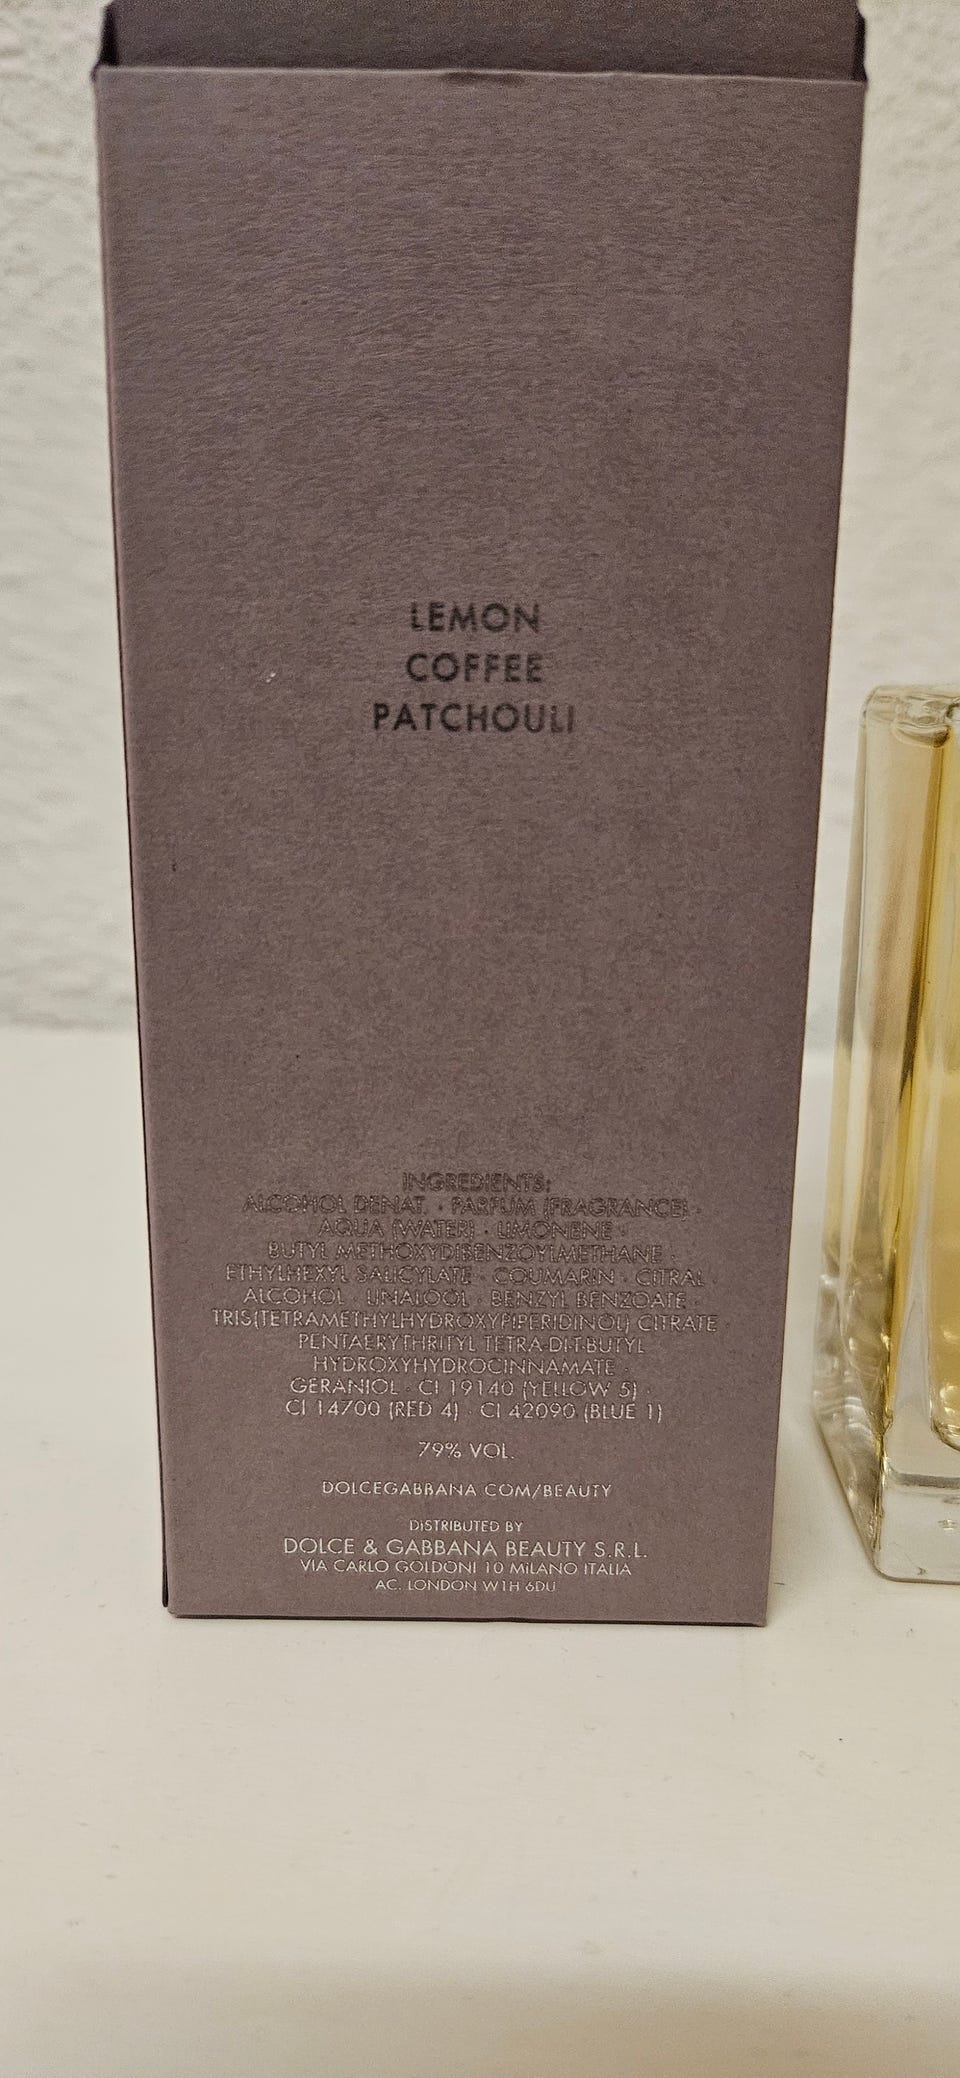 LEMON
COFFEE
PATCHOULI
INGREDIENTS:
ALCOHOL DENAT. · PARFUM (FRAGRANCE) ·
AQUA (WATER) · LIMONENE ·
BUTYL METHOXYDIBENZOYLMETHANE ·
ETHYLHEXYL SALICYLATE · COUMARIN · CITRAL ·
ALCOHOL · LINALOOL · BENZYL BENZOATE ·
TRIS(TETRAMETHYLHYDROXYPIPERIDINOL) CITRATE ·
PENTAERYTHRITYL TETRA-DI-T-BUTYL
HYDROXYHYDROCINNAMATE ·
GERANIOL · CI 19140 (YELLOW 5) ·
CI 14700 (RED 4) · CI 42090 (BLUE 1)
79% VOL.
DOLCEGABBANA.COM/BEAUTY
DISTRIBUTED BY
DOLCE & GABBANA BEAUTY S.R.L.
VIA CARLO GOLDONI 10 MILANO ITALIA
AC. LONDON W1H 6DU